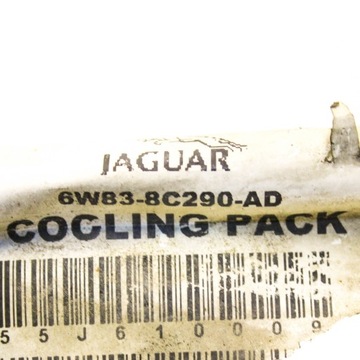 JAGUAR
6W83-8C290-AD
COOLING PACK
55J610009